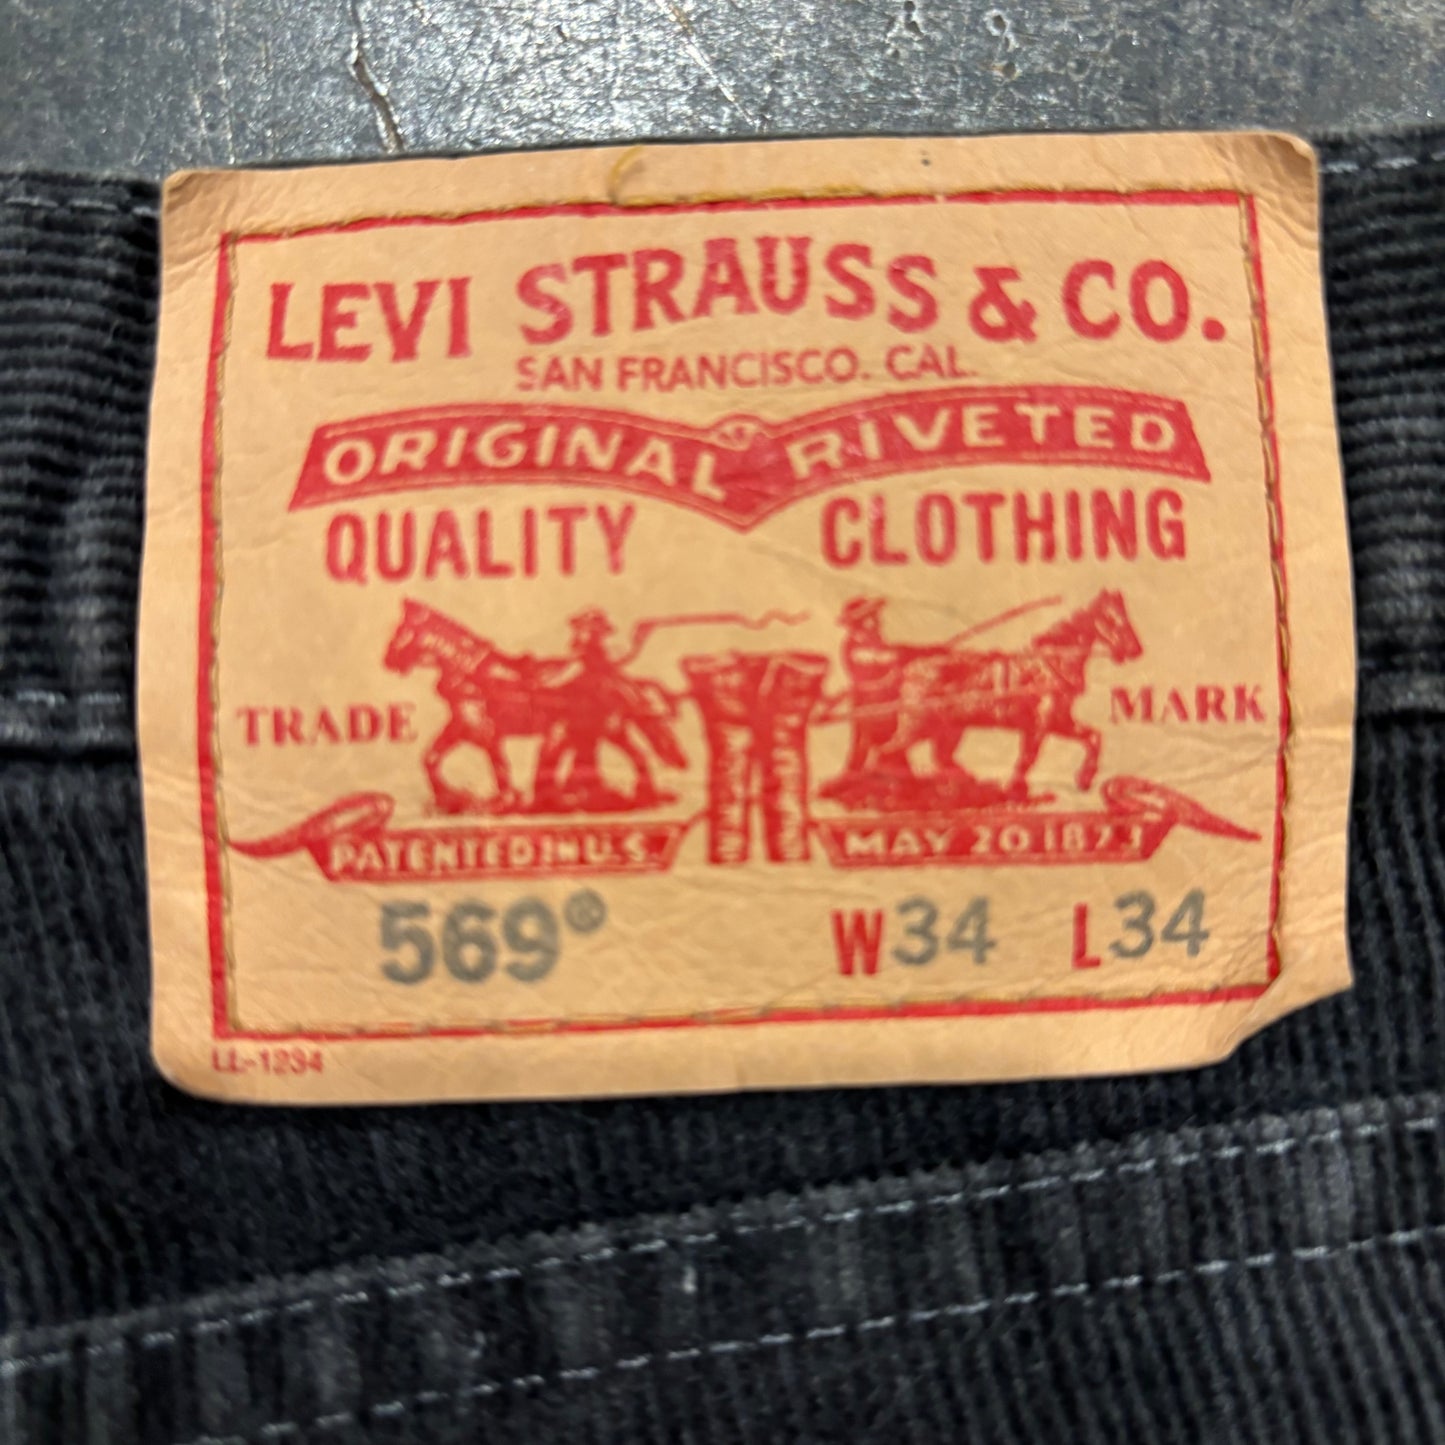 LEVI STRAUSS & CO.
SAN FRANCISCO. CAL.
ORIGINAL RIVETED
QUALITY CLOTHING
TRADE MARK
PATENTED IN U.S. MAY 20 1873
569® W34 L34
LL-1234